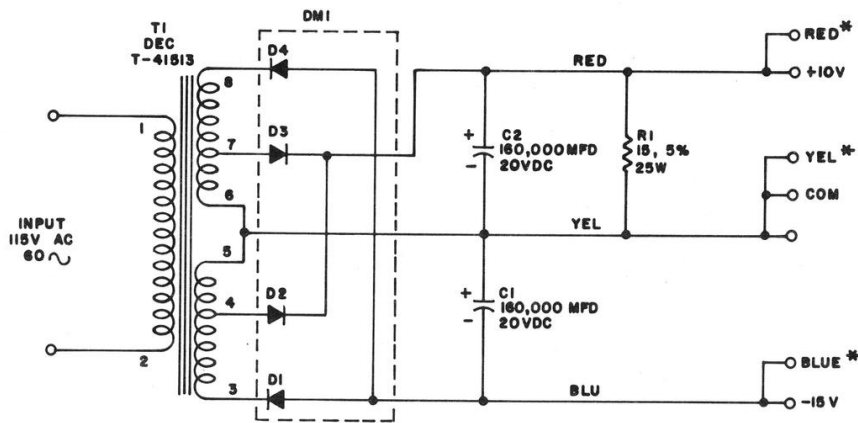 T1
DEC
T-41513
DM1
D4
8
RED
RED*
+10V
1
7
D3
+
C2
160,000 MFD
20VDC
-
R1
15, 5%
25W
YEL*
COM
6
INPUT
115V AC
60~
5
YEL
4
D2
+
C1
160,000 MFD
20VDC
-
2
3
D1
BLU
BLUE*
-15V